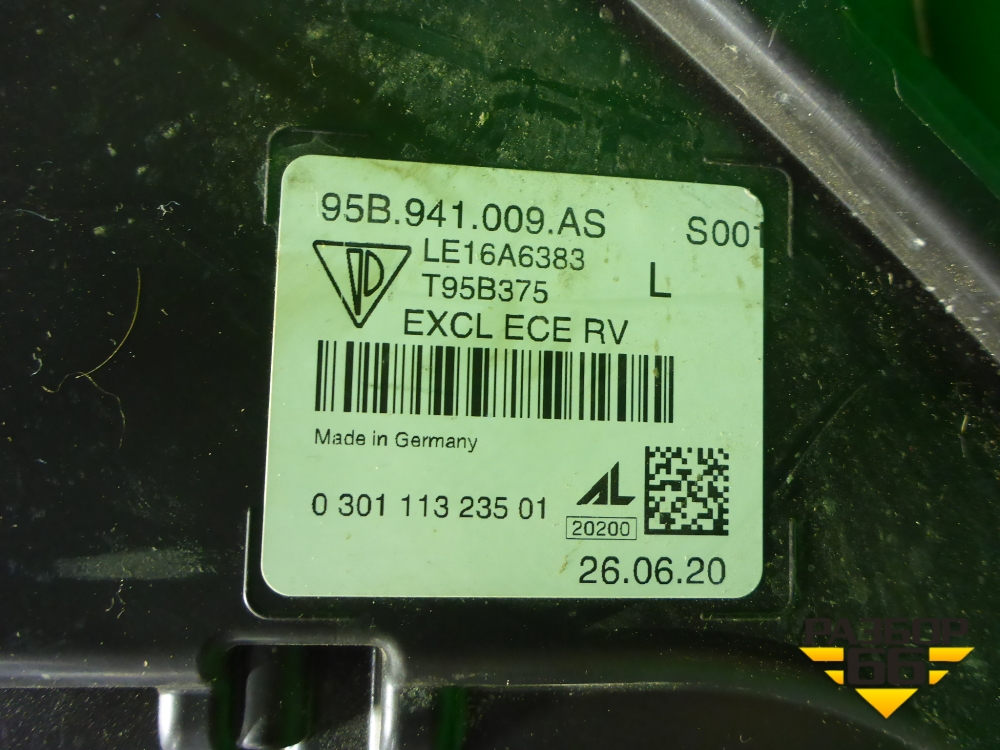 95B.941.009.AS S001
LE16A6383
T95B375 L
EXCL ECE RV
Made in Germany
0 301 113 235 01
AL
20200
26.06.20
РАЗБОР
66